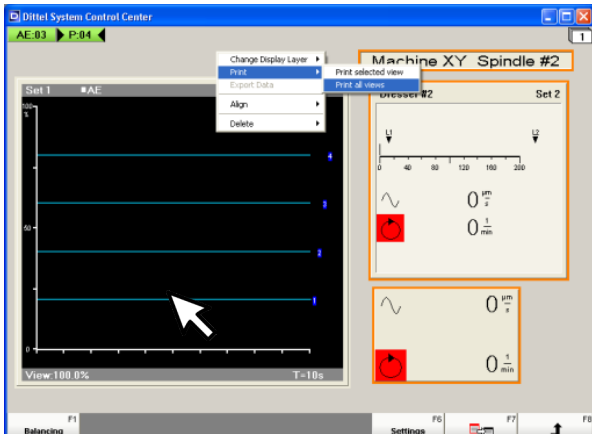 Dittel System Control Center
AE:03 P:04
1
Change Display Layer
Print
Export Data
Align
Delete
Print selected view
Print all views
Machine XY Spindle #2
Set 1 *AE
100
%
50
0
4
3
2
1
View:100.0% T=10s
Dresser #2 Set 2
L1 L2
0 40 80 120 160 200
0 µm/s
0 1/min
0 µm/s
0 1/min
F1 F6 F7 F8
Balancing Settings